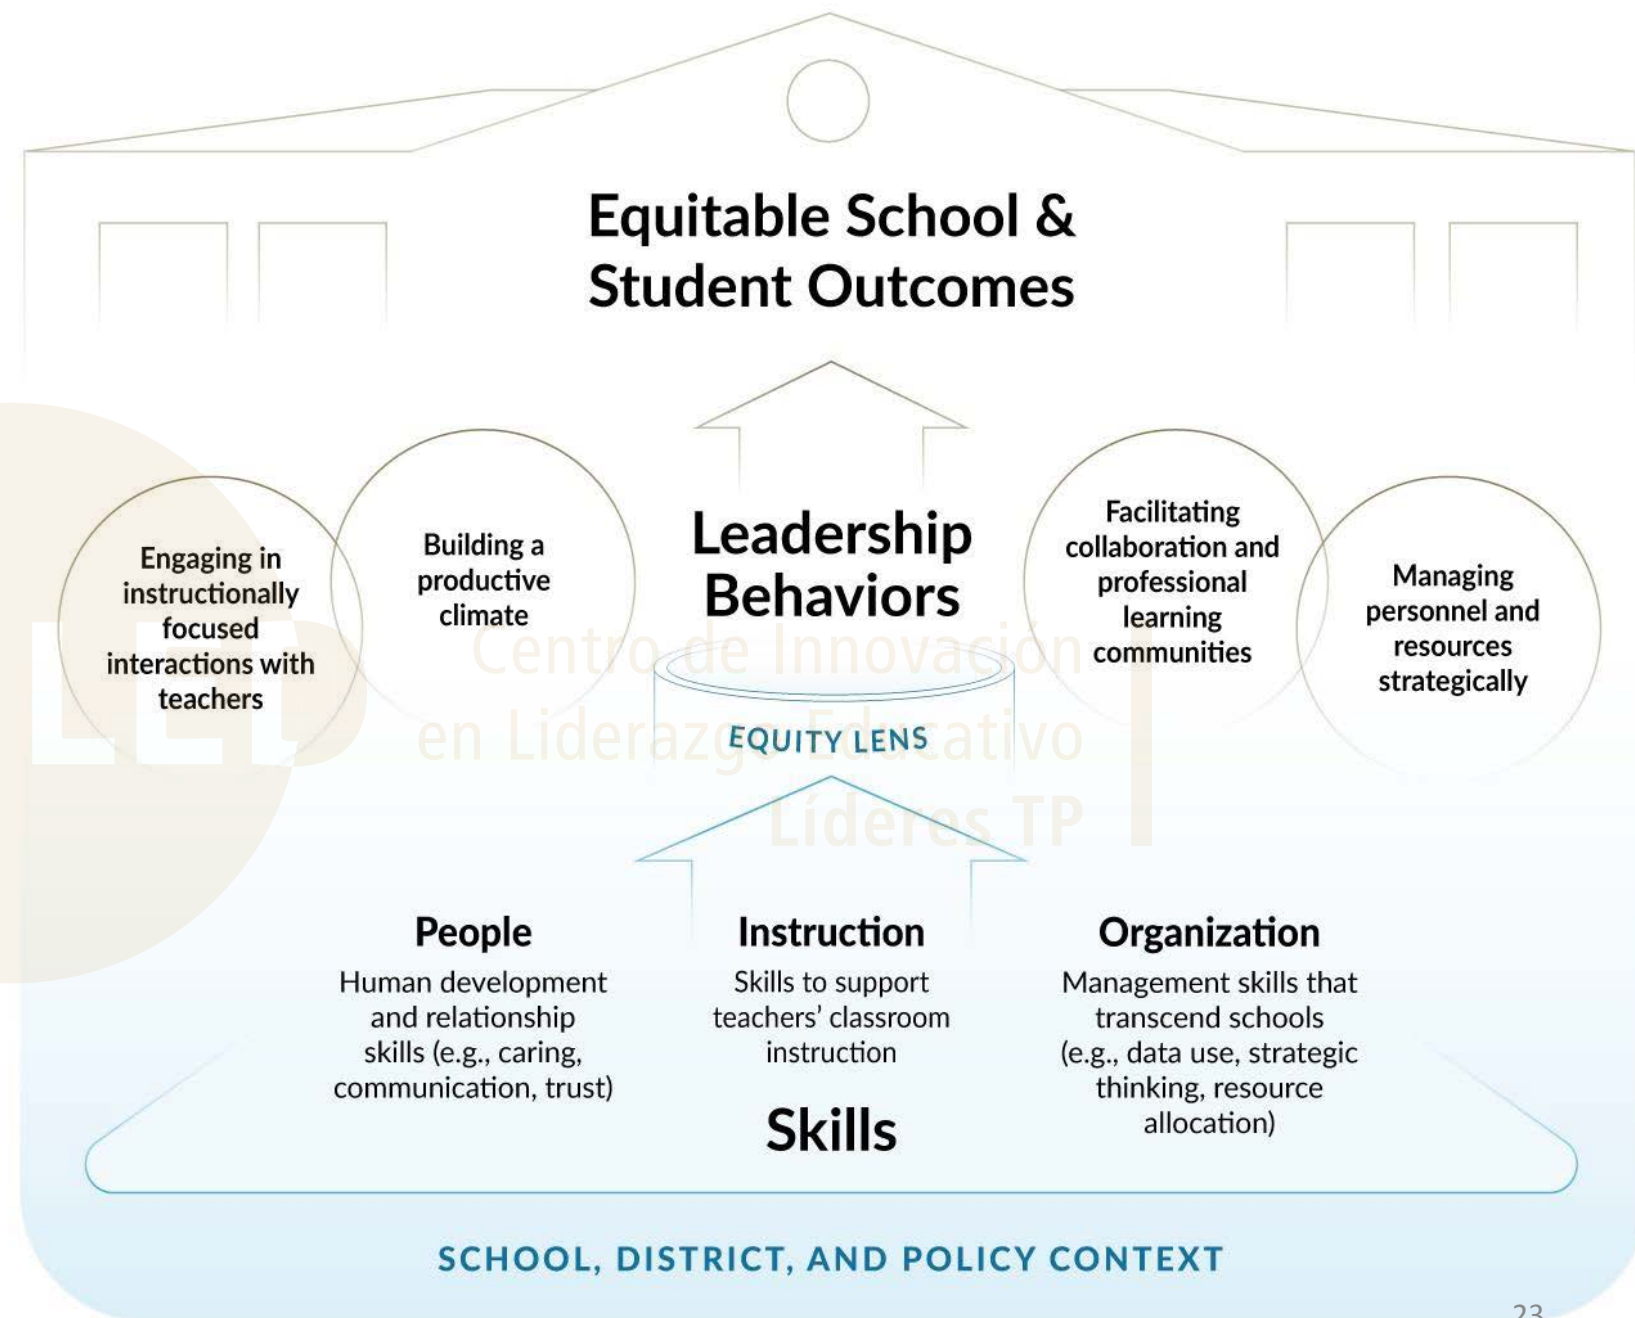 Equitable School &
Student Outcomes
Engaging in
instructionally
focused
interactions with
teachers
Building a
productive
climate
Leadership
Behaviors
Facilitating
collaboration and
professional
learning
communities
Managing
personnel and
resources
strategically
LED
Centro de Innovación
en Liderazgo Educativo
Líderes TP
EQUITY LENS
People
Human development
and relationship
skills (e.g., caring,
communication, trust)
Instruction
Skills to support
teachers’ classroom
instruction
Organization
Management skills that
transcend schools
(e.g., data use, strategic
thinking, resource
allocation)
Skills
SCHOOL, DISTRICT, AND POLICY CONTEXT
23